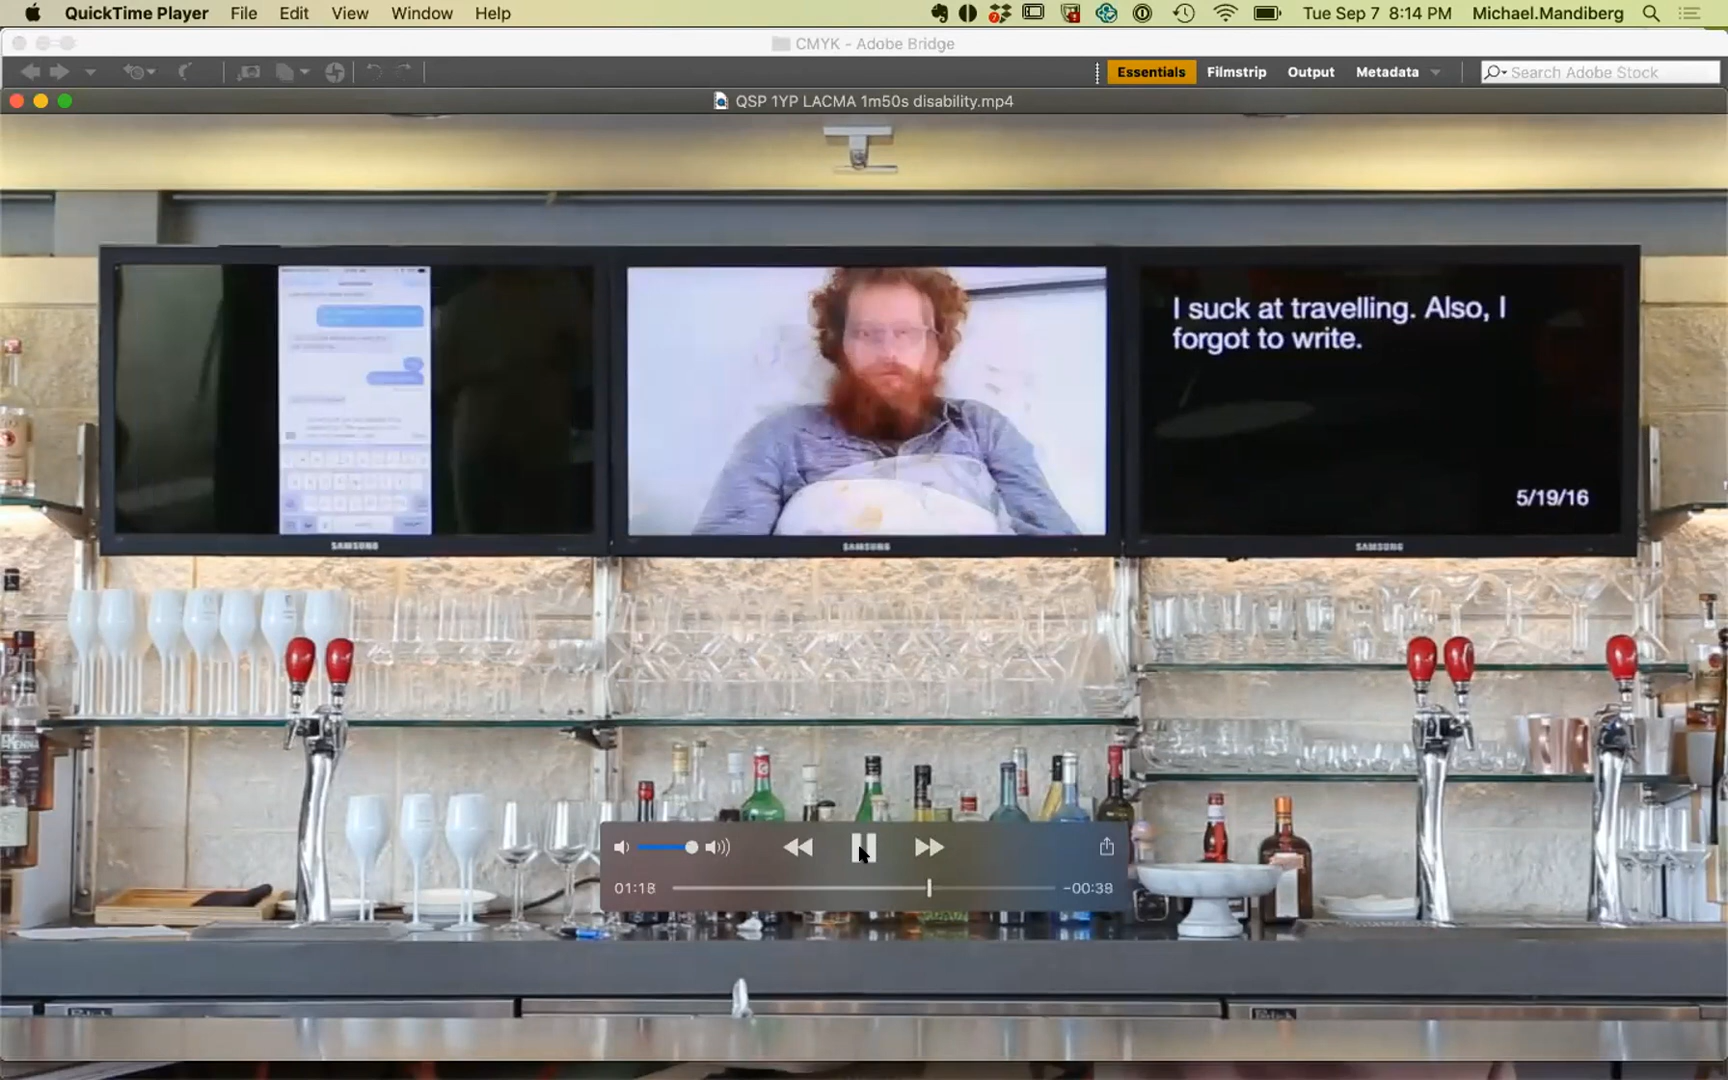 QuickTime Player File Edit View Window Help
Tue Sep 7 8:14 PM Michael.Mandiberg
CMYK - Adobe Bridge
Essentials Filmstrip Output Metadata Search Adobe Stock
QSP 1YP LACMA 1m50s disability.mp4
I suck at travelling. Also, I
forgot to write.
5/19/16
SAMSUNG SAMSUNG SAMSUNG
01:18 -00:38